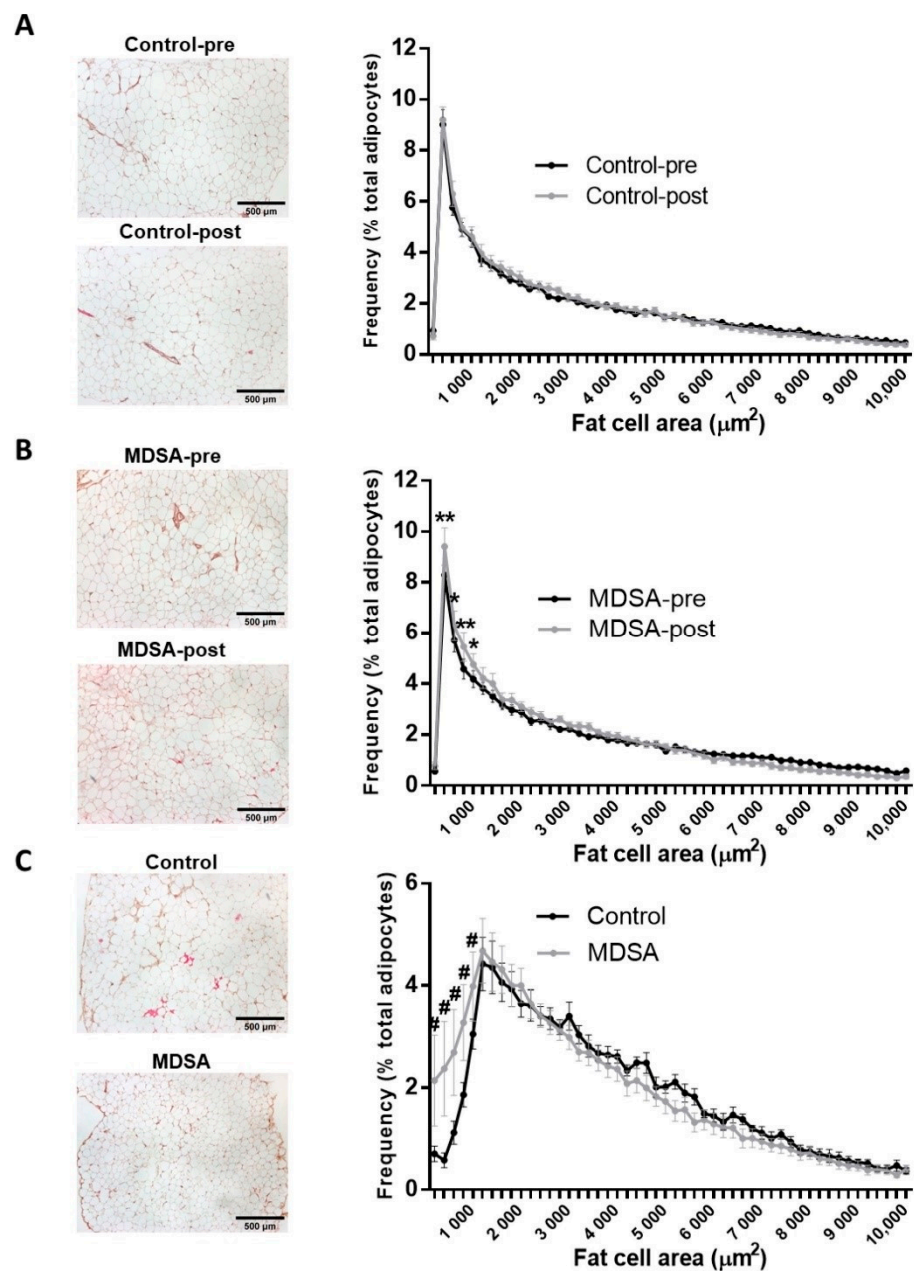 A
Control-pre
500 µm
Control-post
500 µm
12
10
8
6
4
2
0
Frequency (% total adipocytes)
Control-pre
Control-post
1 000
2 000
3 000
4 000
5 000
6 000
7 000
8 000
9 000
10,000
Fat cell area (µm²)
B
MDSA-pre
500 µm
MDSA-post
500 µm
12
10
8
6
4
2
0
Frequency (% total adipocytes)
**
*
**
*
MDSA-pre
MDSA-post
1 000
2 000
3 000
4 000
5 000
6 000
7 000
8 000
9 000
10,000
Fat cell area (µm²)
C
Control
500 µm
MDSA
500 µm
6
4
2
0
Frequency (% total adipocytes)
#
#
#
#
#
Control
MDSA
1 000
2 000
3 000
4 000
5 000
6 000
7 000
8 000
9 000
10,000
Fat cell area (µm²)